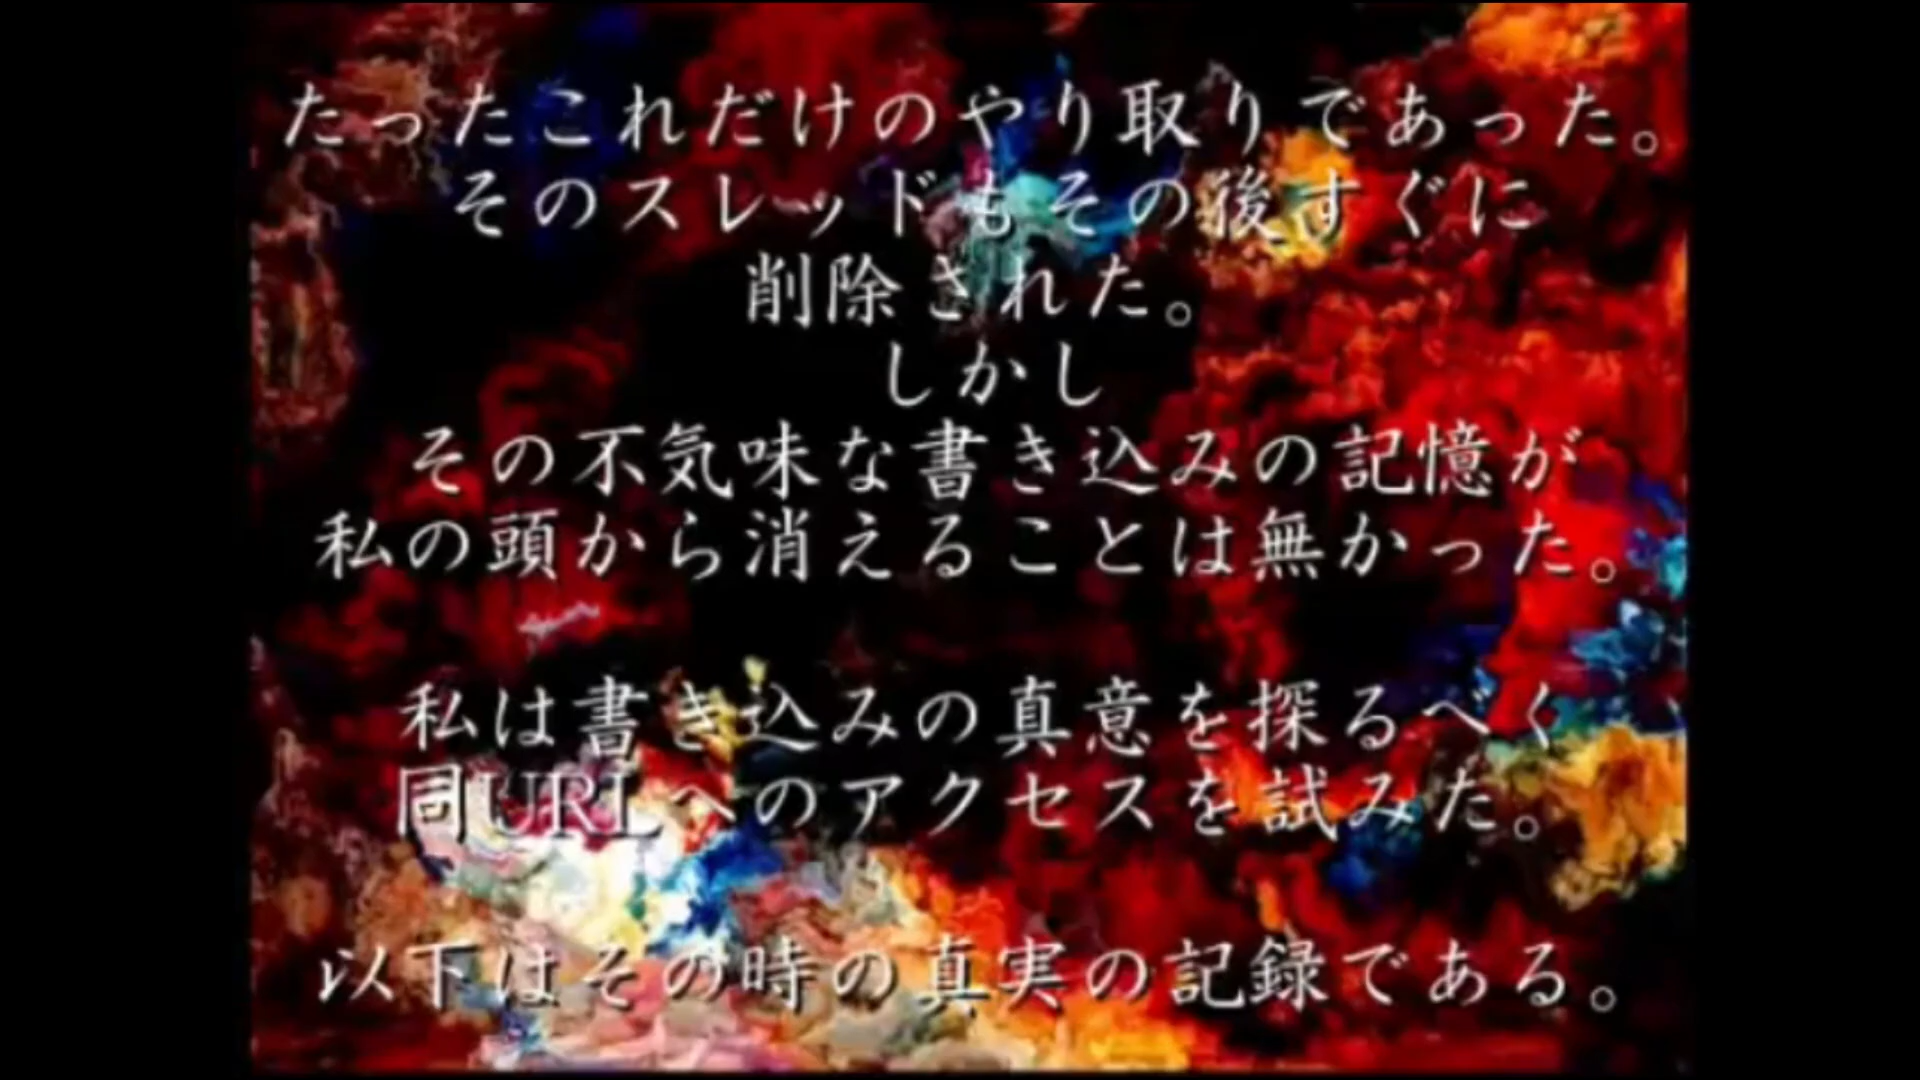 たったこれだけのやり取りであった。
そのスレッドもその後すぐに
削除された。
しかし
その不気味な書き込みの記憶が
私の頭から消えることは無かった。
私は書き込みの真意を探るべく
同URLへのアクセスを試みた。
以下はその時の真実の記録である。